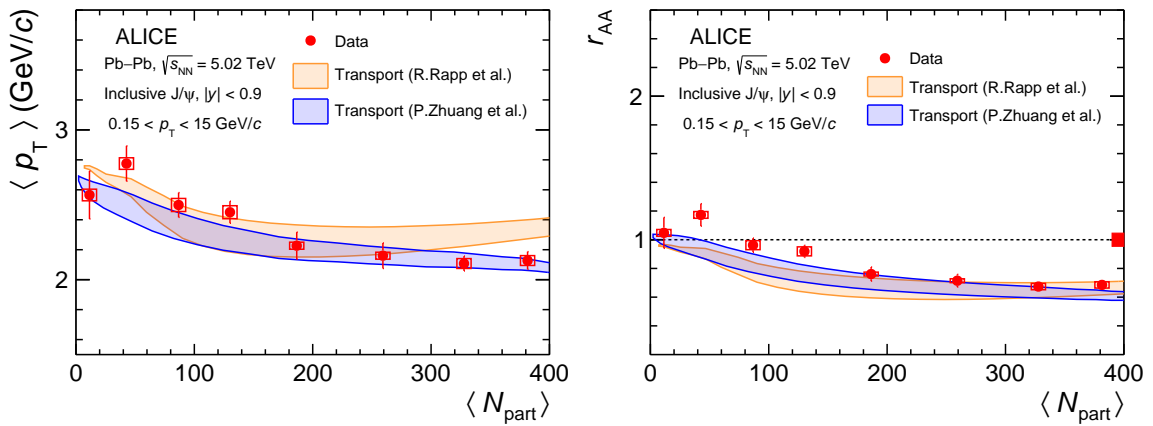 ALICE
Pb–Pb, √sNN = 5.02 TeV
Inclusive J/ψ, |y| < 0.9
0.15 < pT < 15 GeV/c
Data
Transport (R.Rapp et al.)
Transport (P.Zhuang et al.)
⟨ pT ⟩ (GeV/c)
3
2
0 100 200 300 400
⟨ Npart ⟩
ALICE
Pb–Pb, √sNN = 5.02 TeV
Inclusive J/ψ, |y| < 0.9
0.15 < pT < 15 GeV/c
Data
Transport (R.Rapp et al.)
Transport (P.Zhuang et al.)
rAA
2
1
0 100 200 300 400
⟨ Npart ⟩